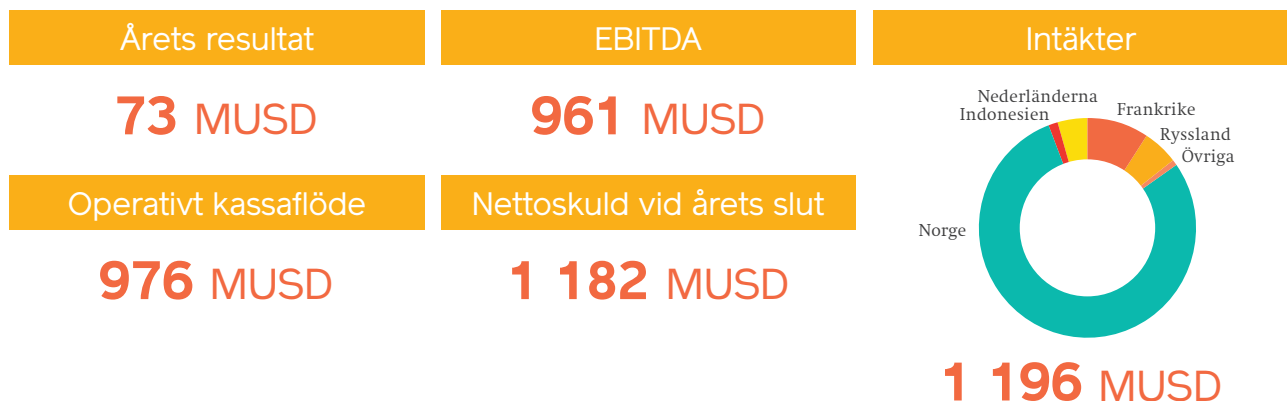 Årets resultat
73 MUSD
EBITDA
961 MUSD
Operativt kassaflöde
976 MUSD
Nettoskuld vid årets slut
1 182 MUSD
Intäkter
Nederländerna
Indonesien
Frankrike
Ryssland
Övriga
Norge
1 196 MUSD